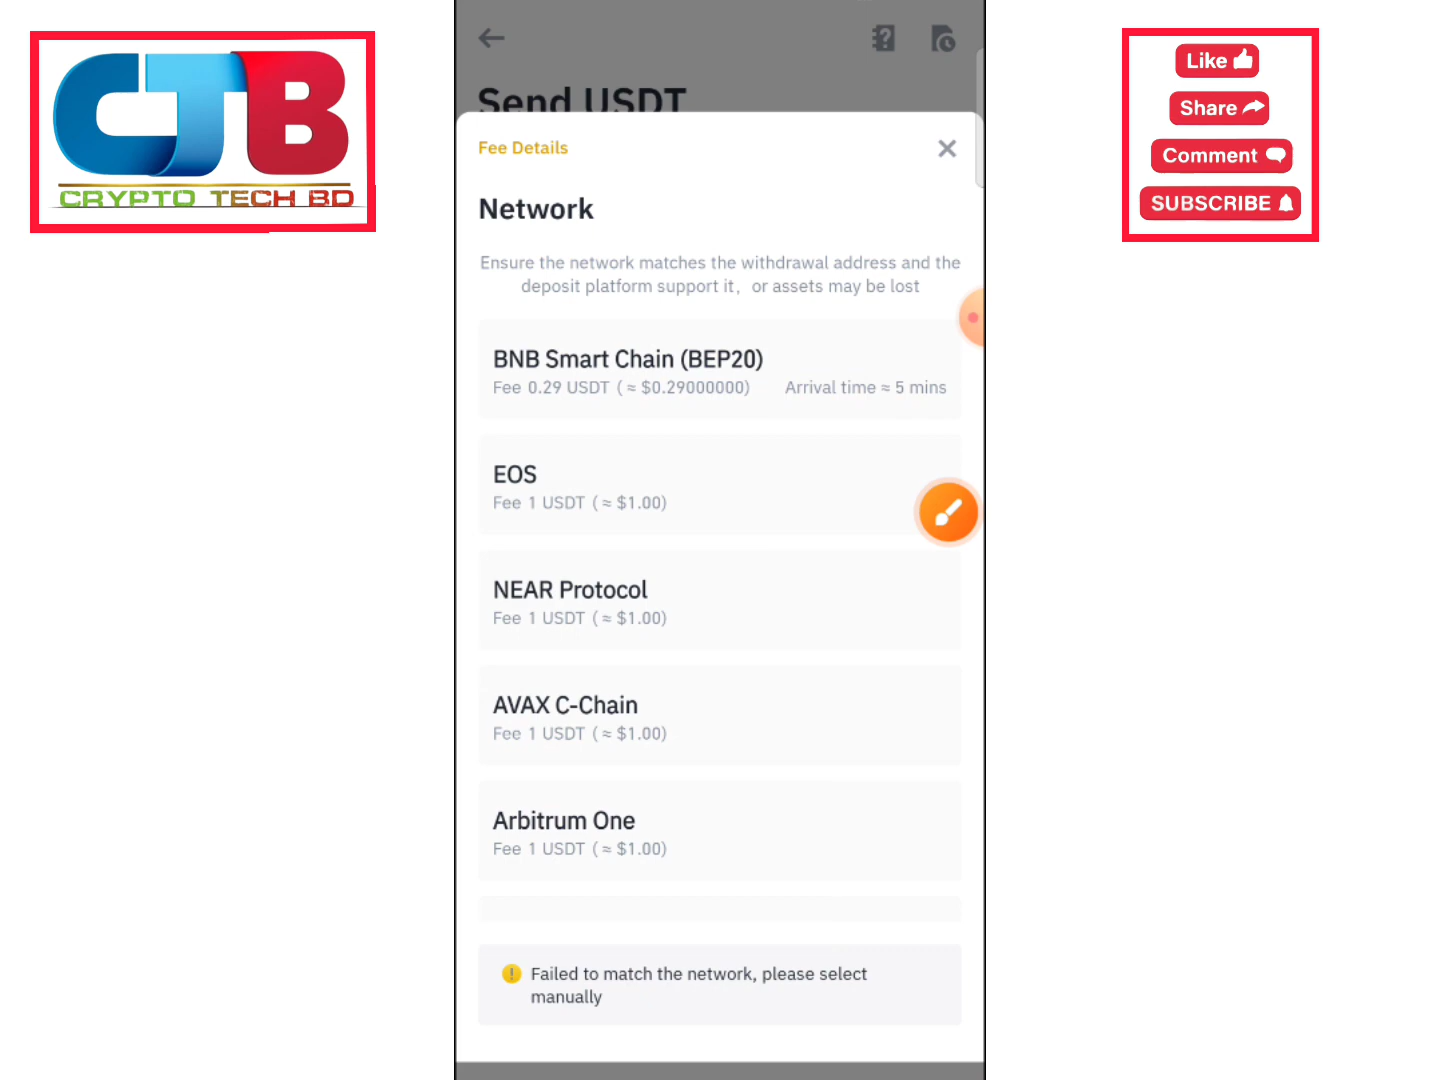 CTB
CRYPTO TECH BD
Send USDT
Fee Details
Network
Ensure the network matches the withdrawal address and the
deposit platform support it, or assets may be lost
BNB Smart Chain (BEP20)
Fee 0.29 USDT (≈ $0.29000000) Arrival time ≈ 5 mins
EOS
Fee 1 USDT (≈ $1.00)
NEAR Protocol
Fee 1 USDT (≈ $1.00)
AVAX C-Chain
Fee 1 USDT (≈ $1.00)
Arbitrum One
Fee 1 USDT (≈ $1.00)
Failed to match the network, please select
manually
Like
Share
Comment
SUBSCRIBE